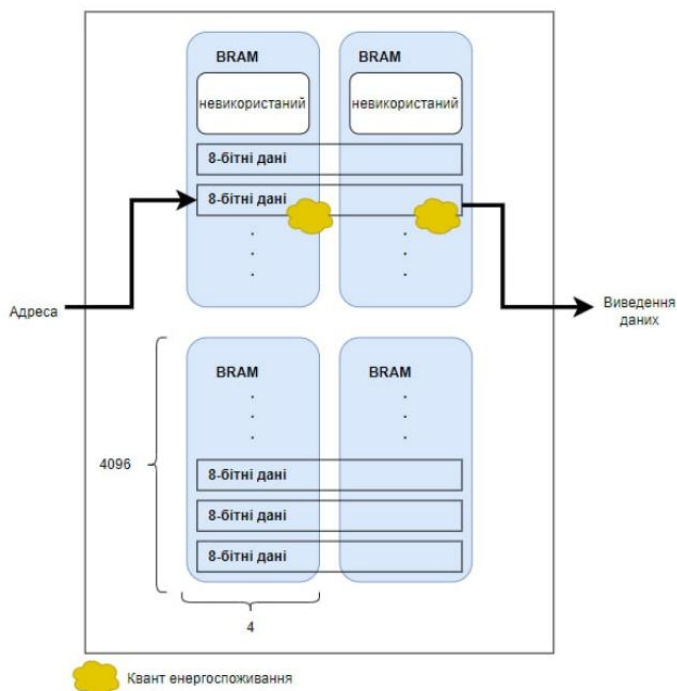 BRAM
BRAM
невикористаний
невикористаний
8-бітні дані
8-бітні дані
Адреса
Виведення
даних
BRAM
BRAM
4096
8-бітні дані
8-бітні дані
8-бітні дані
4
Квант енергоспоживання